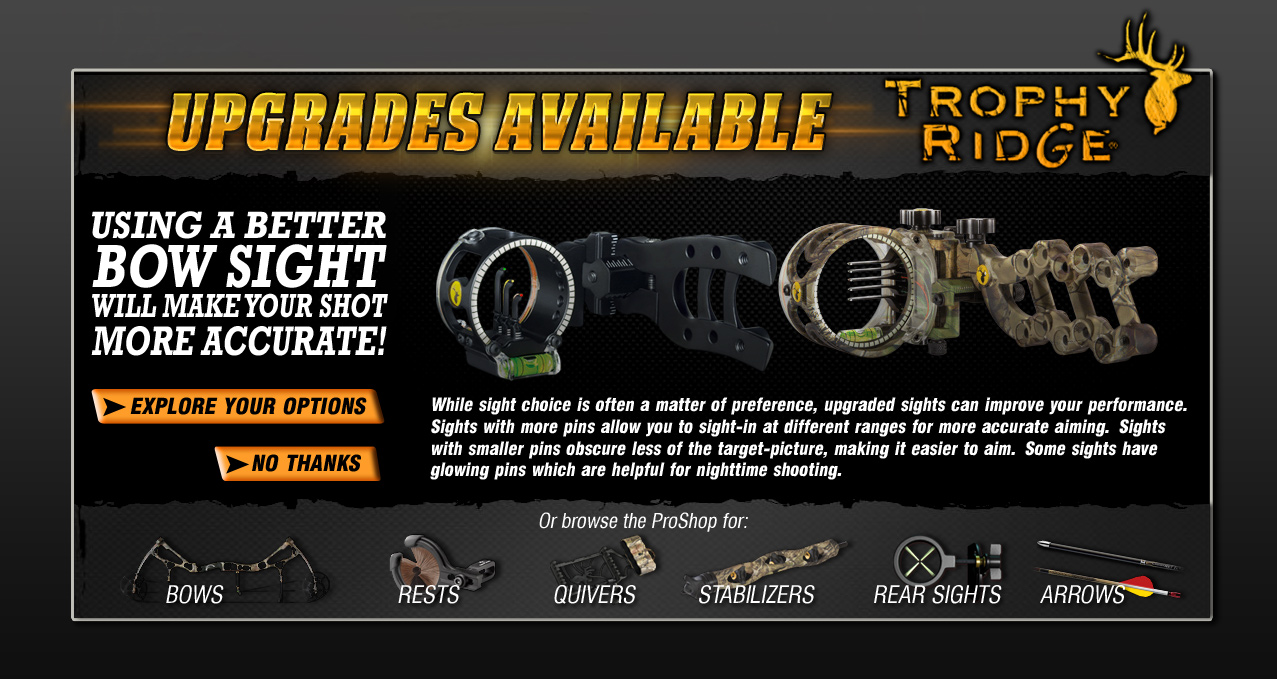 UPGRADES AVAILABLE
TROPHY
RIDGE®
USING A BETTER
BOW SIGHT
WILL MAKE YOUR SHOT
MORE ACCURATE!
EXPLORE YOUR OPTIONS
NO THANKS
While sight choice is often a matter of preference, upgraded sights can improve your performance.
Sights with more pins allow you to sight-in at different ranges for more accurate aiming. Sights
with smaller pins obscure less of the target-picture, making it easier to aim. Some sights have
glowing pins which are helpful for nighttime shooting.
Or browse the ProShop for:
BOWS
RESTS
QUIVERS
STABILIZERS
REAR SIGHTS
ARROWS